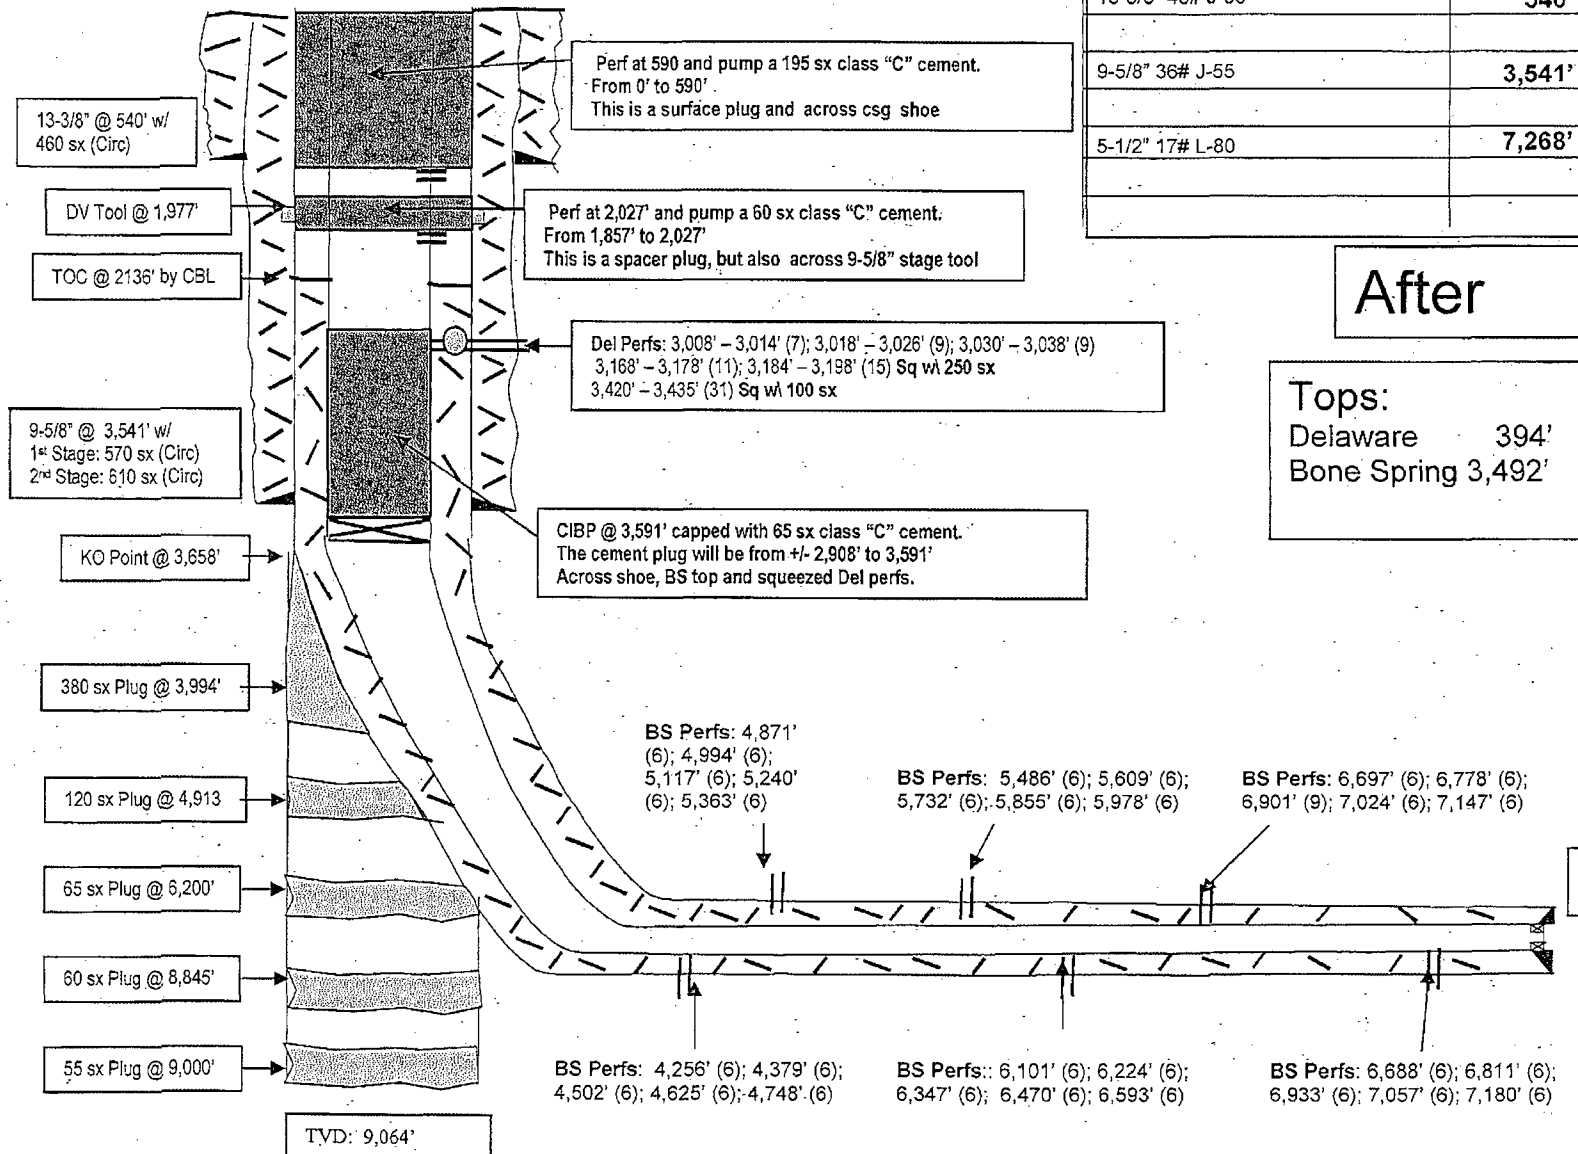 9-5/8" 36# J-55 3,541'
5-1/2" 17# L-80 7,268'
Perf at 590 and pump a 195 sx class "C" cement.
From 0' to 590'.
This is a surface plug and across csg shoe
13-3/8" @ 540' w/
460 sx (Circ)
DV Tool @ 1,977'
Perf at 2,027' and pump a 60 sx class "C" cement.
From 1,857' to 2,027'
This is a spacer plug, but also across 9-5/8" stage tool
TOC @ 2136' by CBL
After
Del Perfs: 3,008' – 3,014' (7); 3,018' – 3,026' (9); 3,030' – 3,038' (9)
3,168' – 3,178' (11); 3,184' – 3,198' (15) Sq w\ 250 sx
3,420' – 3,435' (31) Sq w\ 100 sx
Tops:
Delaware 394'
Bone Spring 3,492'
9-5/8" @ 3,541' w/
1st Stage: 570 sx (Circ)
2nd Stage: 610 sx (Circ)
CIBP @ 3,591' capped with 65 sx class "C" cement.
The cement plug will be from +/- 2,908' to 3,591'
Across shoe, BS top and squeezed Del perfs.
KO Point @ 3,658'
380 sx Plug @ 3,994'
120 sx Plug @ 4,913
65 sx Plug @ 6,200'
60 sx Plug @ 8,845'
55 sx Plug @ 9,000'
TVD: 9,064'
BS Perfs: 4,871'
(6); 4,994' (6);
5,117' (6); 5,240'
(6); 5,363' (6)
BS Perfs: 5,486' (6); 5,609' (6);
5,732' (6); 5,855' (6); 5,978' (6)
BS Perfs: 6,697' (6); 6,778' (6);
6,901' (9); 7,024' (6); 7,147' (6)
BS Perfs: 4,256' (6); 4,379' (6);
4,502' (6); 4,625' (6); 4,748' (6)
BS Perfs:: 6,101' (6); 6,224' (6);
6,347' (6); 6,470' (6); 6,593' (6)
BS Perfs: 6,688' (6); 6,811' (6);
6,933' (6); 7,057' (6); 7,180' (6)